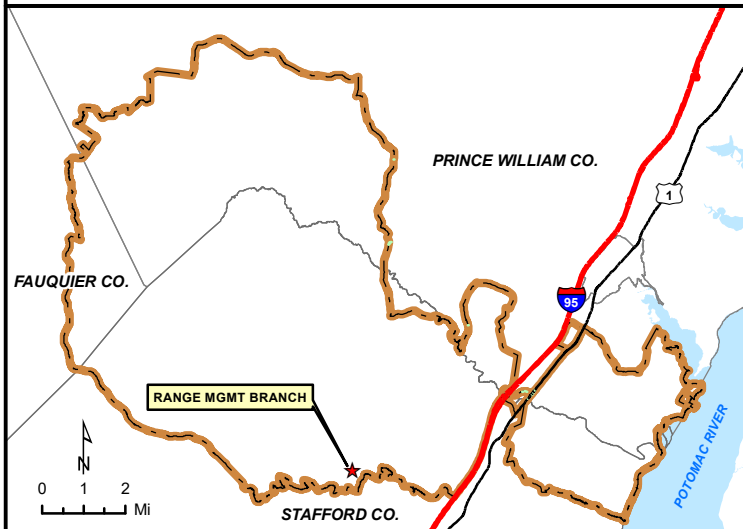 PRINCE WILLIAM CO.
1
FAUQUIER CO.
95
RANGE MGMT BRANCH
POTOMAC RIVER
N
0 1 2
Mi
STAFFORD CO.